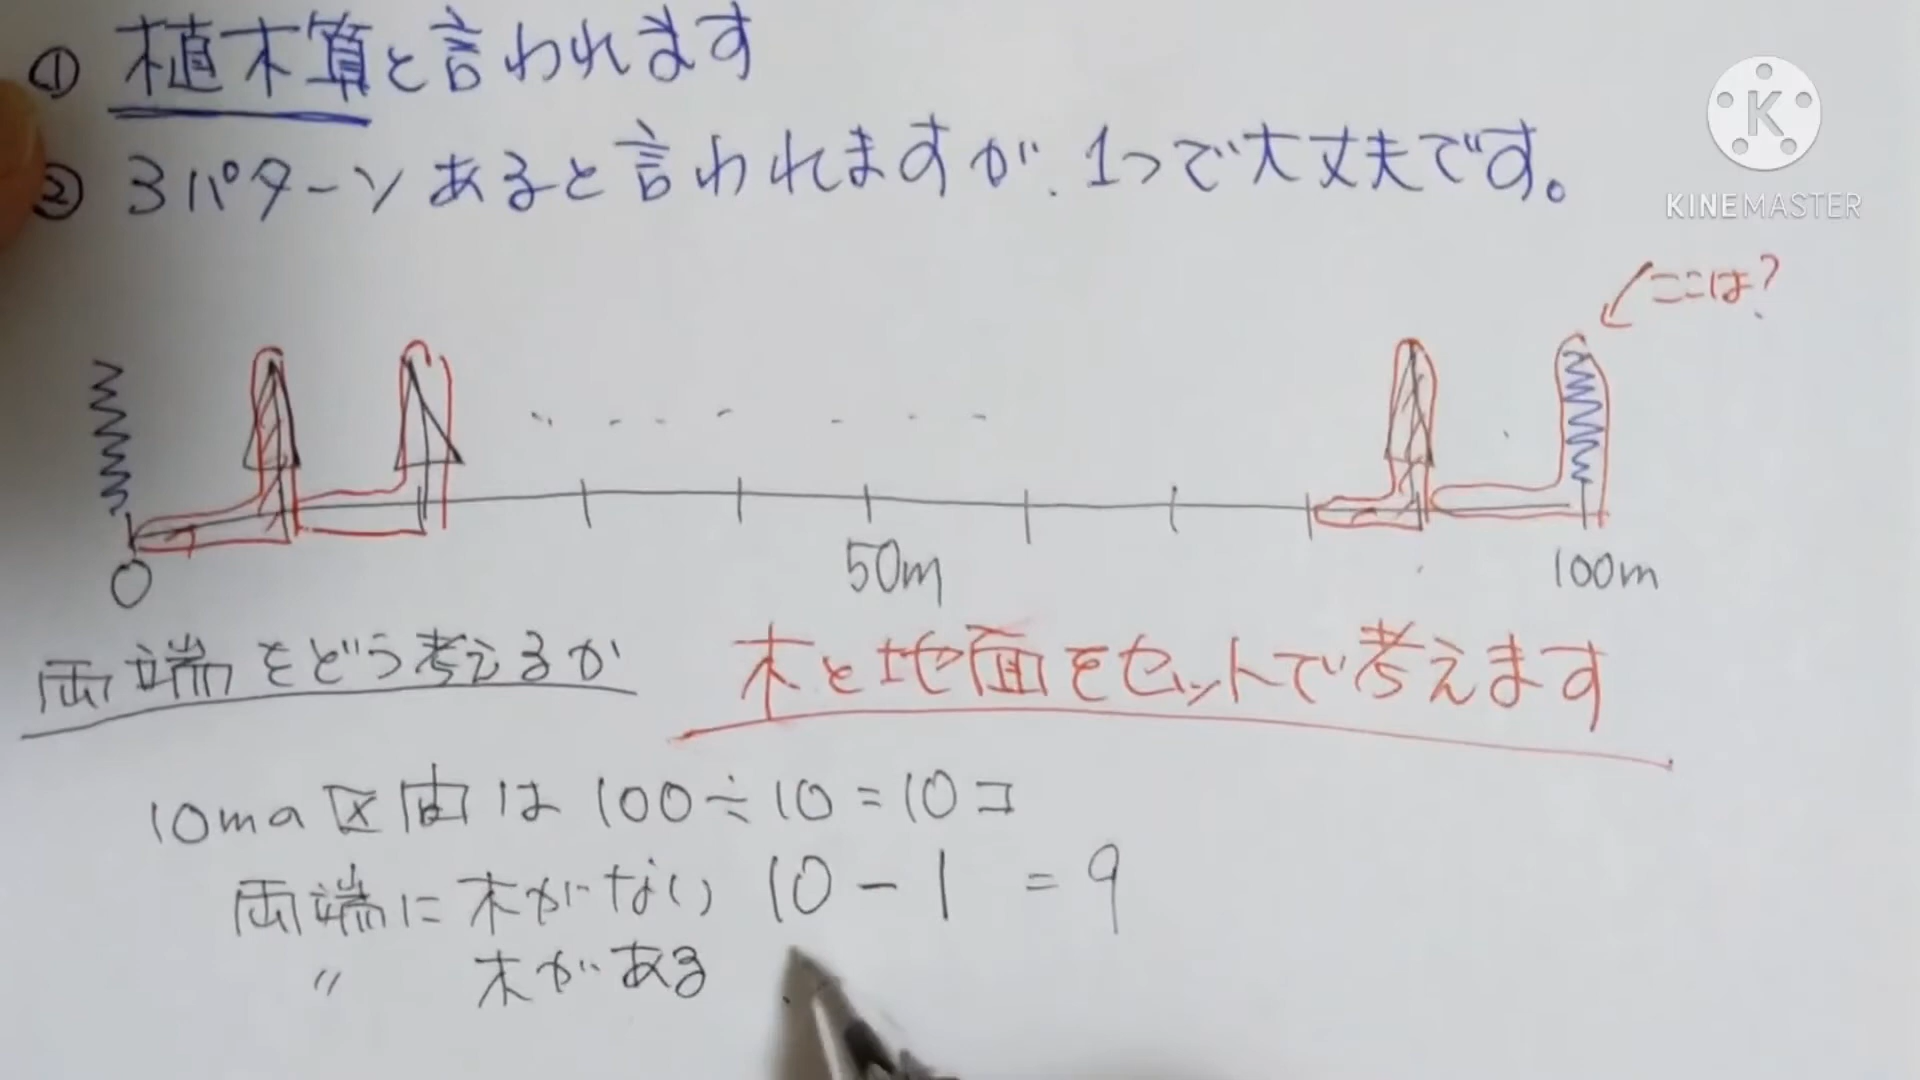 ① 植木算と言われます
② 3パターンあると言われますが、1つで大丈夫です。
K
KINEMASTER
ここは?
0
50m
100m
両端をどう考えるか
木と地面をセットで考えます
10mの区間は 100÷10=10コ
両端に木がない 10-1 =9
〃 木がある